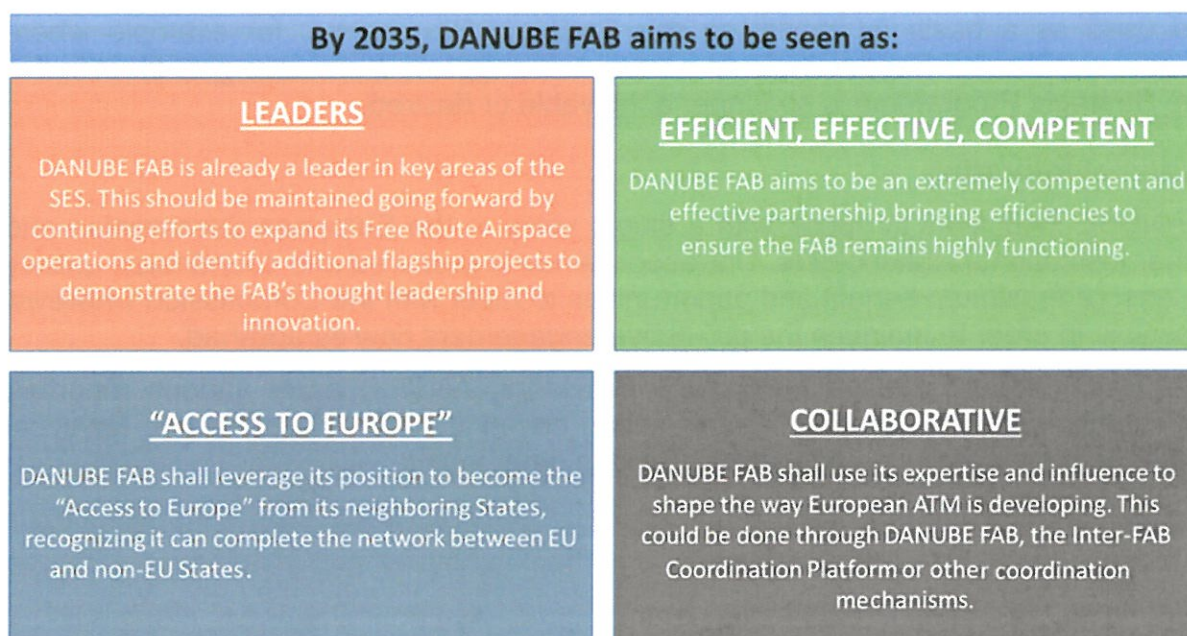 By 2035, DANUBE FAB aims to be seen as:
LEADERS
DANUBE FAB is already a leader in key areas of the
SES. This should be maintained going forward by
continuing efforts to expand its Free Route Airspace
operations and identify additional flagship projects to
demonstrate the FAB's thought leadership and
innovation.
EFFICIENT, EFFECTIVE, COMPETENT
DANUBE FAB aims to be an extremely competent and
effective partnership, bringing efficiencies to
ensure the FAB remains highly functioning.
"ACCESS TO EUROPE"
DANUBE FAB shall leverage its position to become the
"Access to Europe" from its neighboring States,
recognizing it can complete the network between EU
and non-EU States.
COLLABORATIVE
DANUBE FAB shall use its expertise and influence to
shape the way European ATM is developing. This
could be done through DANUBE FAB, the Inter-FAB
Coordination Platform or other coordination
mechanisms.